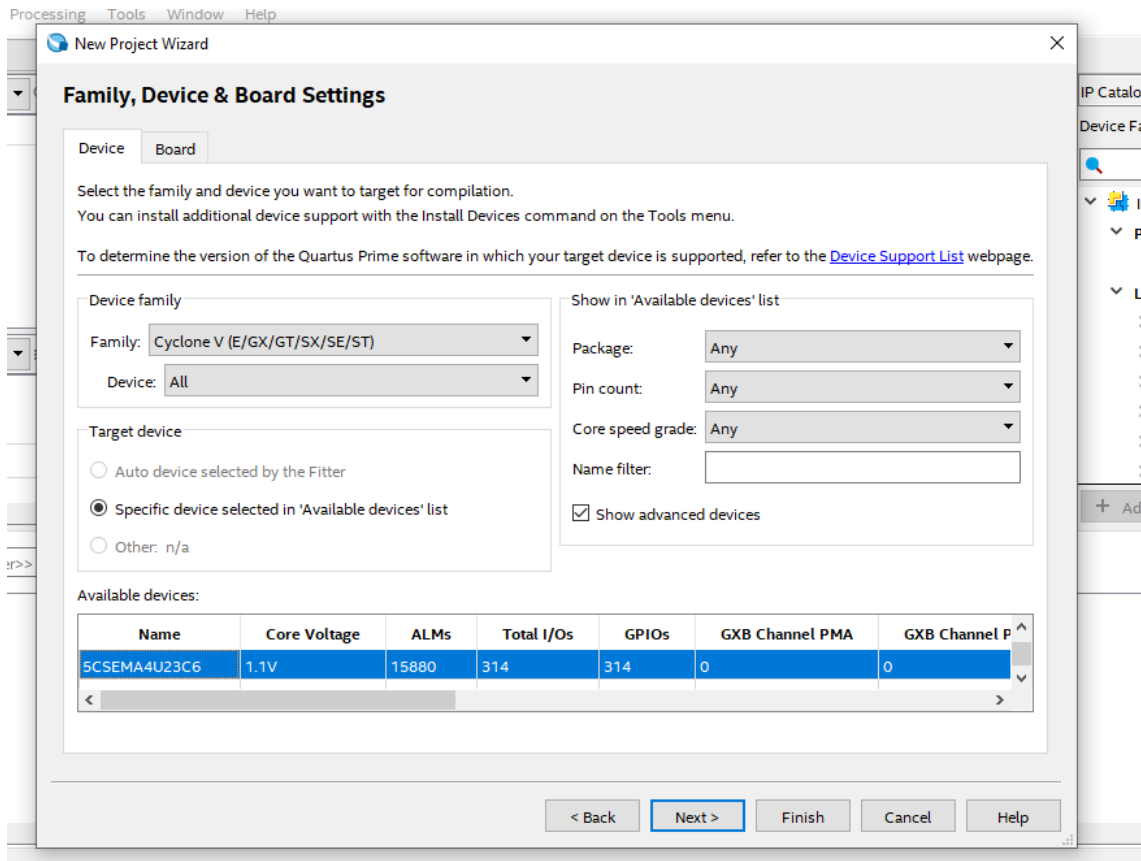 Processing Tools Window Help
New Project Wizard
Family, Device & Board Settings
IP Catalo
Device Fa
Device Board
Select the family and device you want to target for compilation.
You can install additional device support with the Install Devices command on the Tools menu.
To determine the version of the Quartus Prime software in which your target device is supported, refer to the Device Support List webpage.
Device family
Family: Cyclone V (E/GX/GT/SX/SE/ST)
Device: All
Show in 'Available devices' list
Package: Any
Pin count: Any
Core speed grade: Any
Name filter:
Show advanced devices
Target device
Auto device selected by the Fitter
Specific device selected in 'Available devices' list
Other: n/a
Available devices:
Name Core Voltage ALMs Total I/Os GPIOs GXB Channel PMA GXB Channel P
5CSEMA4U23C6 1.1V 15880 314 314 0 0
< Back Next > Finish Cancel Help
+ Ad
er>>